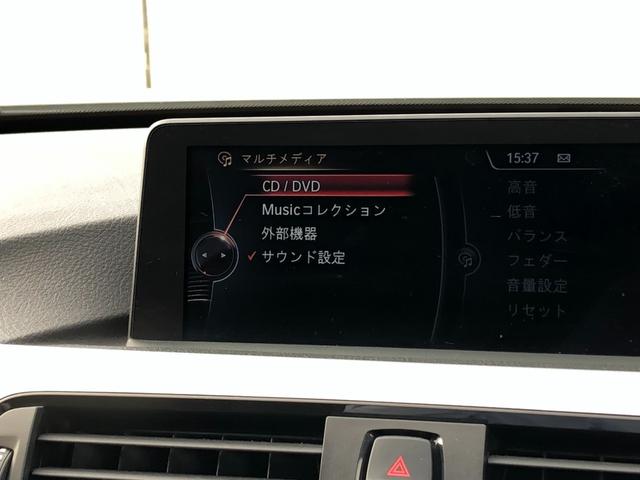 マルチメディア
15:37
CD / DVD
Musicコレクション
外部機器
サウンド設定
高音
低音
バランス
フェダー
音量設定
リセット